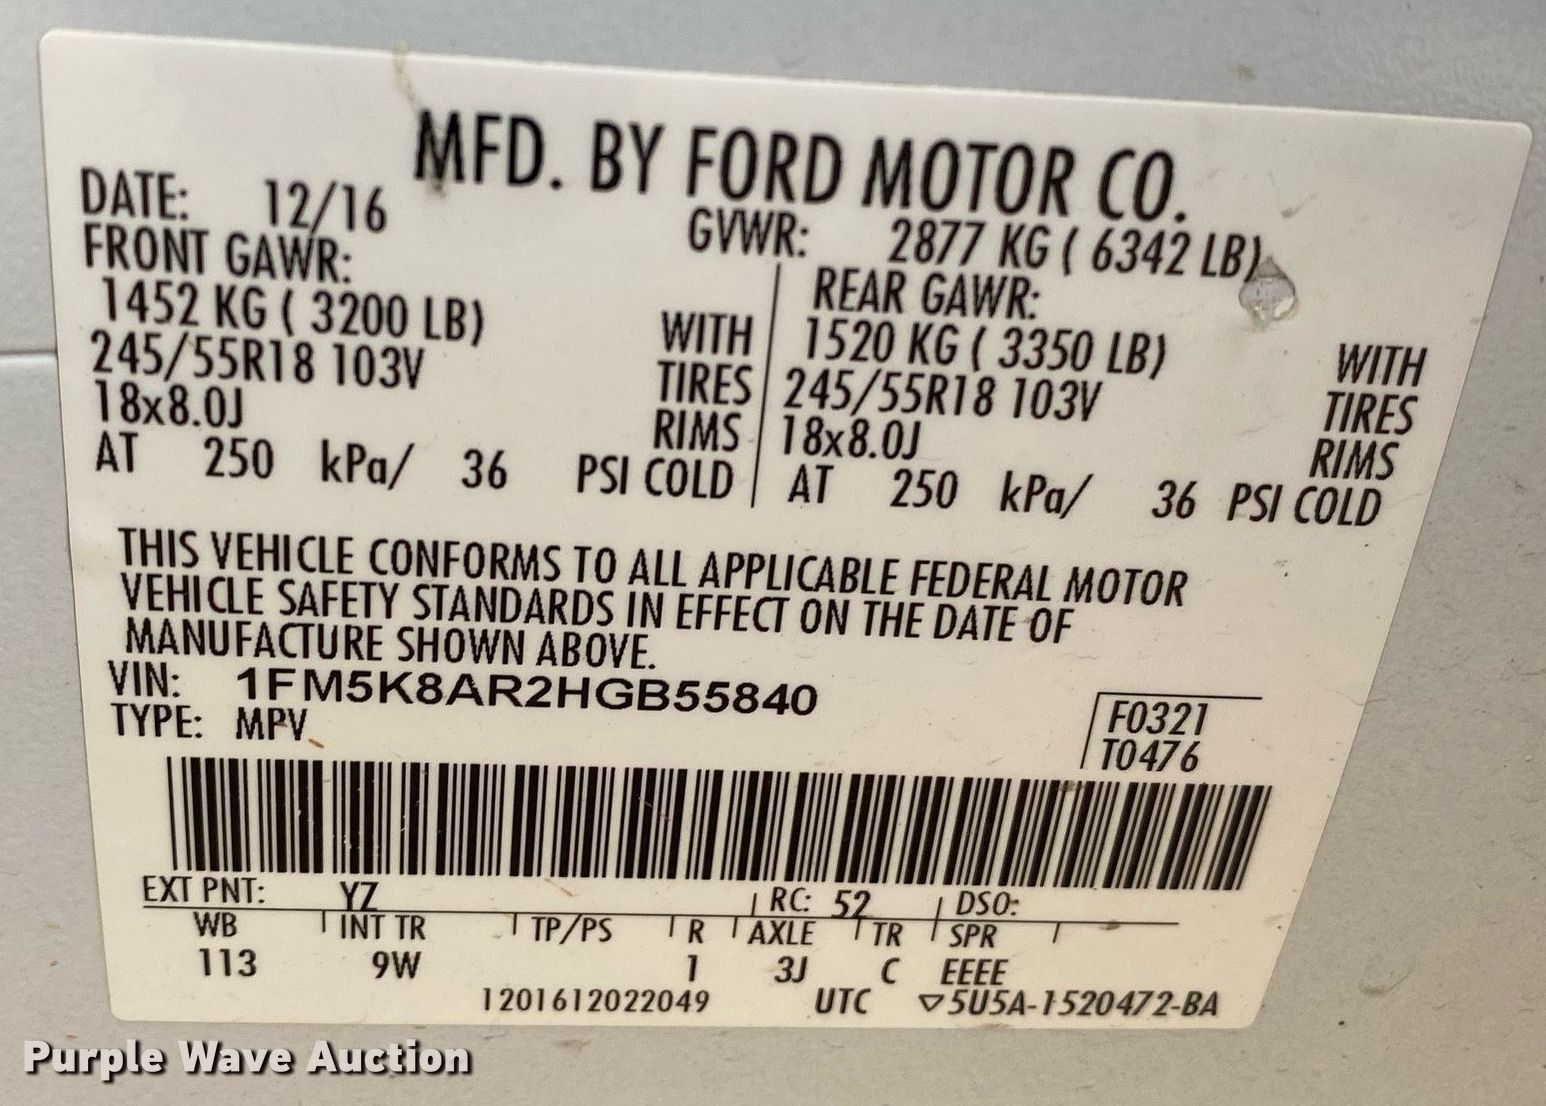 MFD. BY FORD MOTOR CO.
DATE: 12/16 GVWR: 2877 KG ( 6342 LB)
FRONT GAWR: REAR GAWR:
1452 KG ( 3200 LB) WITH 1520 KG ( 3350 LB) WITH
245/55R18 103V TIRES 245/55R18 103V TIRES
18x8.0J RIMS 18x8.0J RIMS
AT 250 kPa/ 36 PSI COLD AT 250 kPa/ 36 PSI COLD
THIS VEHICLE CONFORMS TO ALL APPLICABLE FEDERAL MOTOR
VEHICLE SAFETY STANDARDS IN EFFECT ON THE DATE OF
MANUFACTURE SHOWN ABOVE.
VIN: 1FM5K8AR2HGB55840
TYPE: MPV
F0321
T0476
EXT PNT: YZ RC: 52 DSO:
WB INT TR TP/PS R AXLE TR SPR
113 9W 1 3J C EEEE
1201612022049 UTC ▽5U5A-1520472-BA
Purple Wave Auction